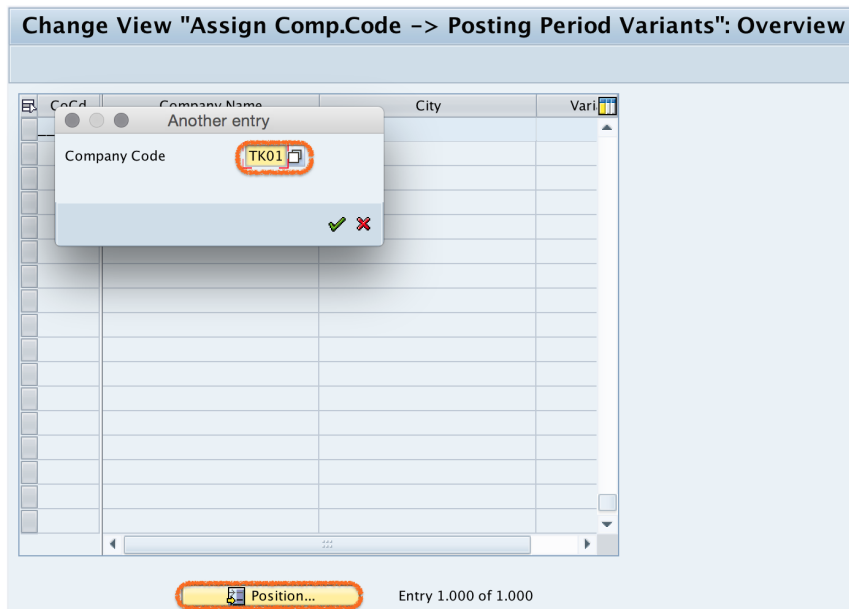 Change View "Assign Comp.Code -> Posting Period Variants": Overview
CoCd Company Name City Vari
Another entry
Company Code TK01
Position... Entry 1.000 of 1.000